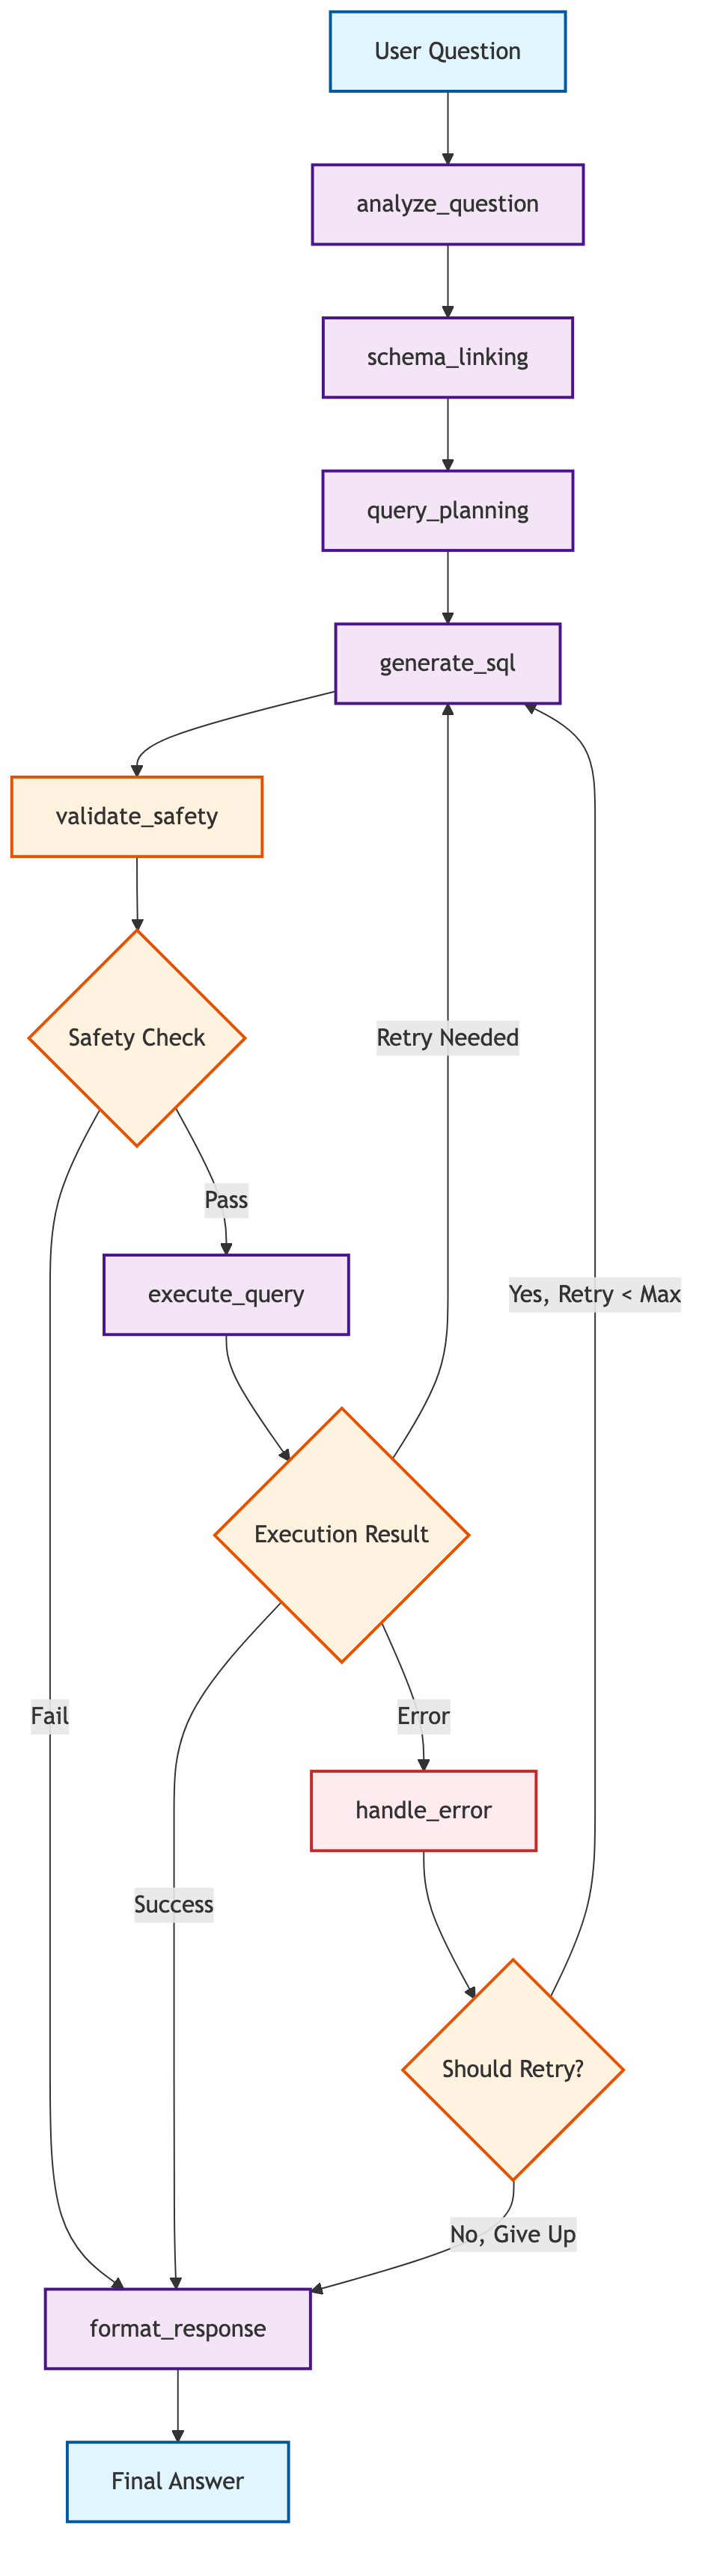 User Question
analyze_question
schema_linking
query_planning
generate_sql
validate_safety
Safety Check
Retry Needed
Pass
execute_query
Yes, Retry < Max
Execution Result
Fail
Error
handle_error
Success
Should Retry?
No, Give Up
format_response
Final Answer